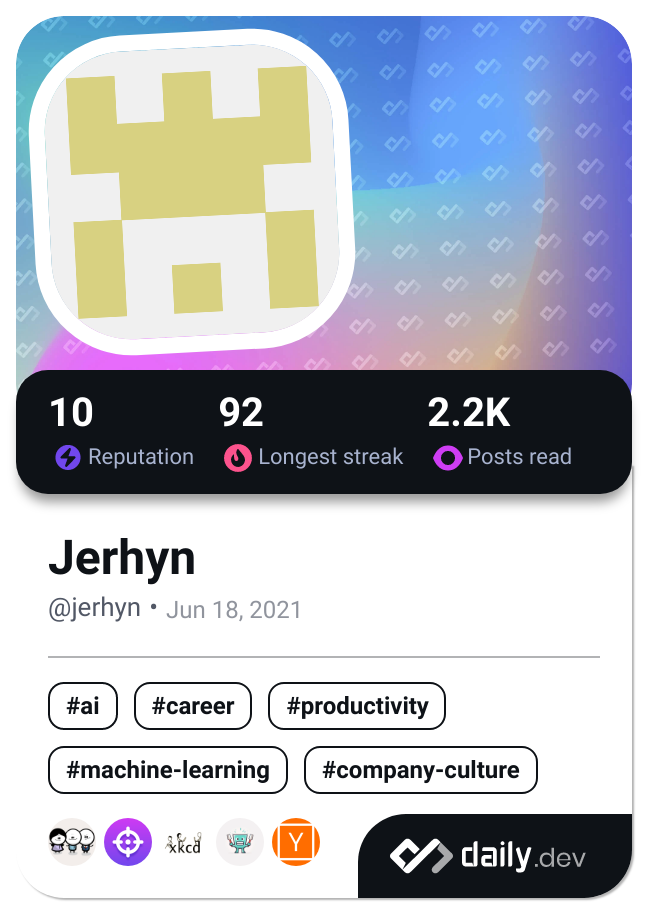 10 92 2.2K
Reputation Longest streak Posts read
Jerhyn
@jerhyn • Jun 18, 2021
#ai #career #productivity
#machine-learning #company-culture
xkcd Y daily.dev